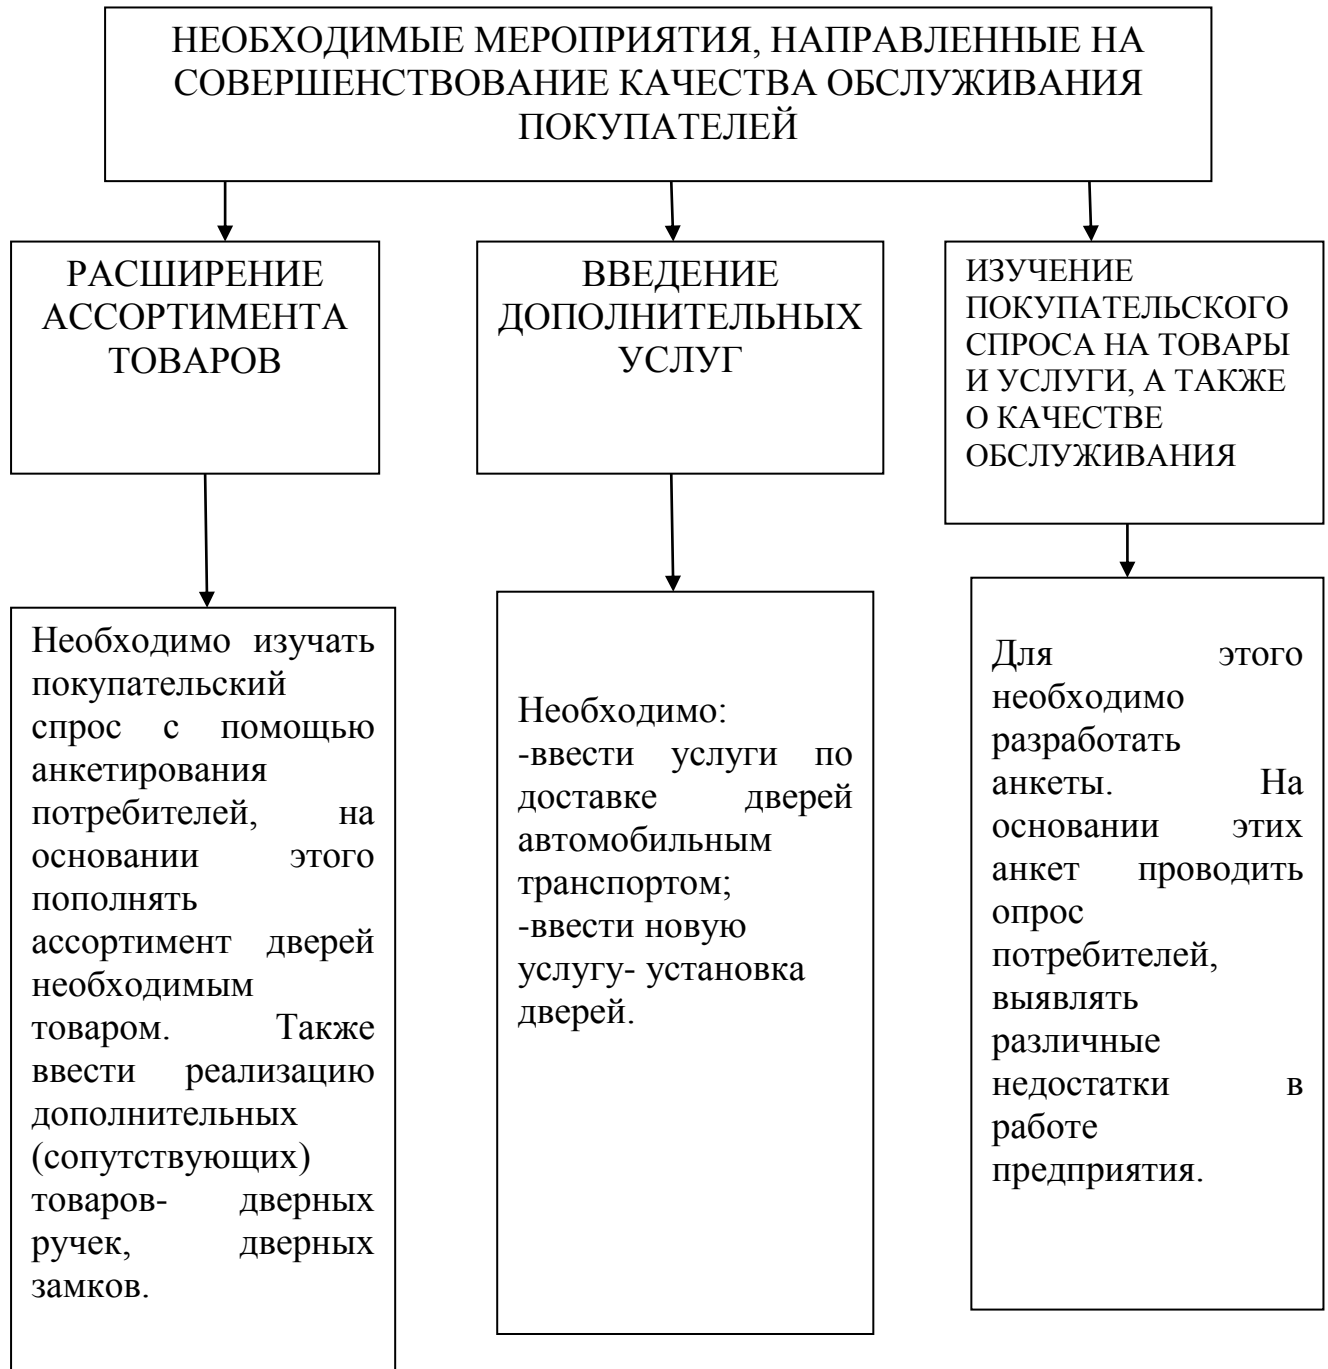 НЕОБХОДИМЫЕ МЕРОПРИЯТИЯ, НАПРАВЛЕННЫЕ НА
СОВЕРШЕНСТВОВАНИЕ КАЧЕСТВА ОБСЛУЖИВАНИЯ
ПОКУПАТЕЛЕЙ
РАСШИРЕНИЕ
АССОРТИМЕНТА
ТОВАРОВ
ВВЕДЕНИЕ
ДОПОЛНИТЕЛЬНЫХ
УСЛУГ
ИЗУЧЕНИЕ
ПОКУПАТЕЛЬСКОГО
СПРОСА НА ТОВАРЫ
И УСЛУГИ, А ТАКЖЕ
О КАЧЕСТВЕ
ОБСЛУЖИВАНИЯ
Необходимо изучать
покупательский
спрос с помощью
анкетирования
потребителей, на
основании этого
пополнять
ассортимент дверей
необходимым
товаром. Также
ввести реализацию
дополнительных
(сопутствующих)
товаров- дверных
ручек, дверных
замков.
Необходимо:
-ввести услуги по
доставке дверей
автомобильным
транспортом;
-ввести новую
услугу- установка
дверей.
Для этого
необходимо
разработать
анкеты. На
основании этих
анкет проводить
опрос
потребителей,
выявлять
различные
недостатки в
работе
предприятия.